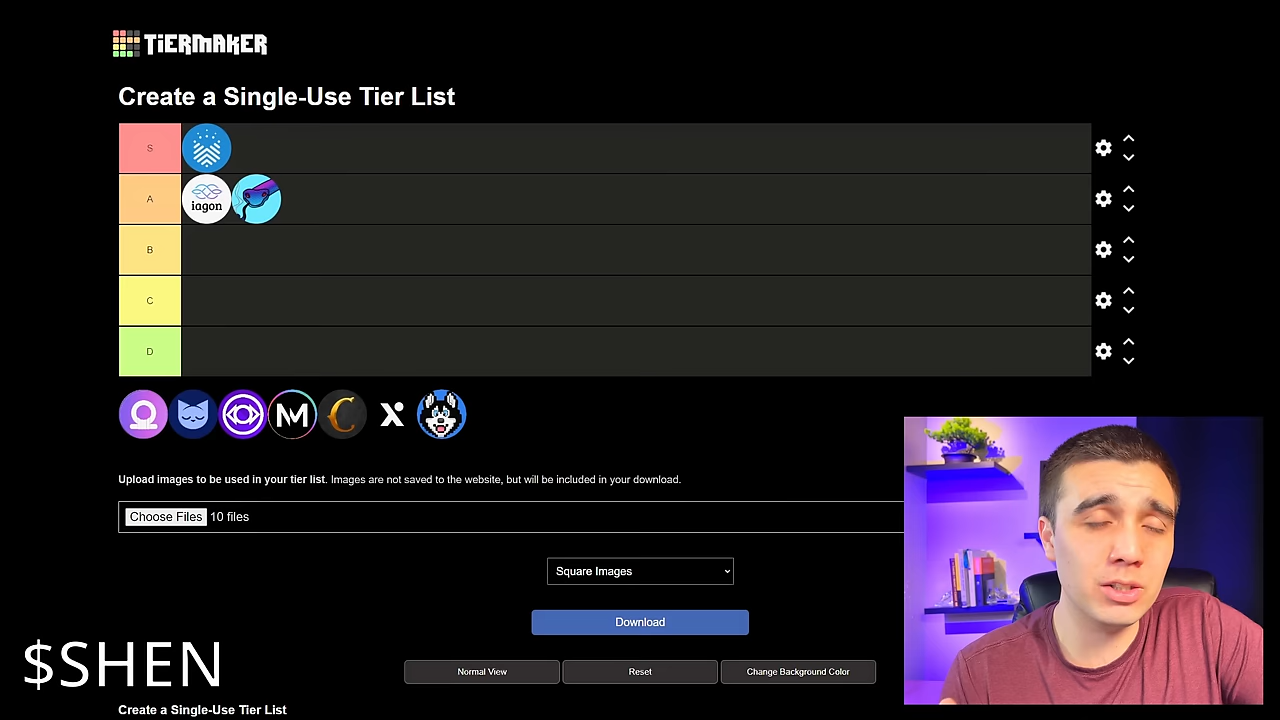 TiERMAKER
Create a Single-Use Tier List
S
A
iagon
B
C
D
M
C
X
Upload images to be used in your tier list. Images are not saved to the website, but will be included in your download.
Choose Files 10 files
Square Images
Download
Normal View Reset Change Background Color
$SHEN
Create a Single-Use Tier List